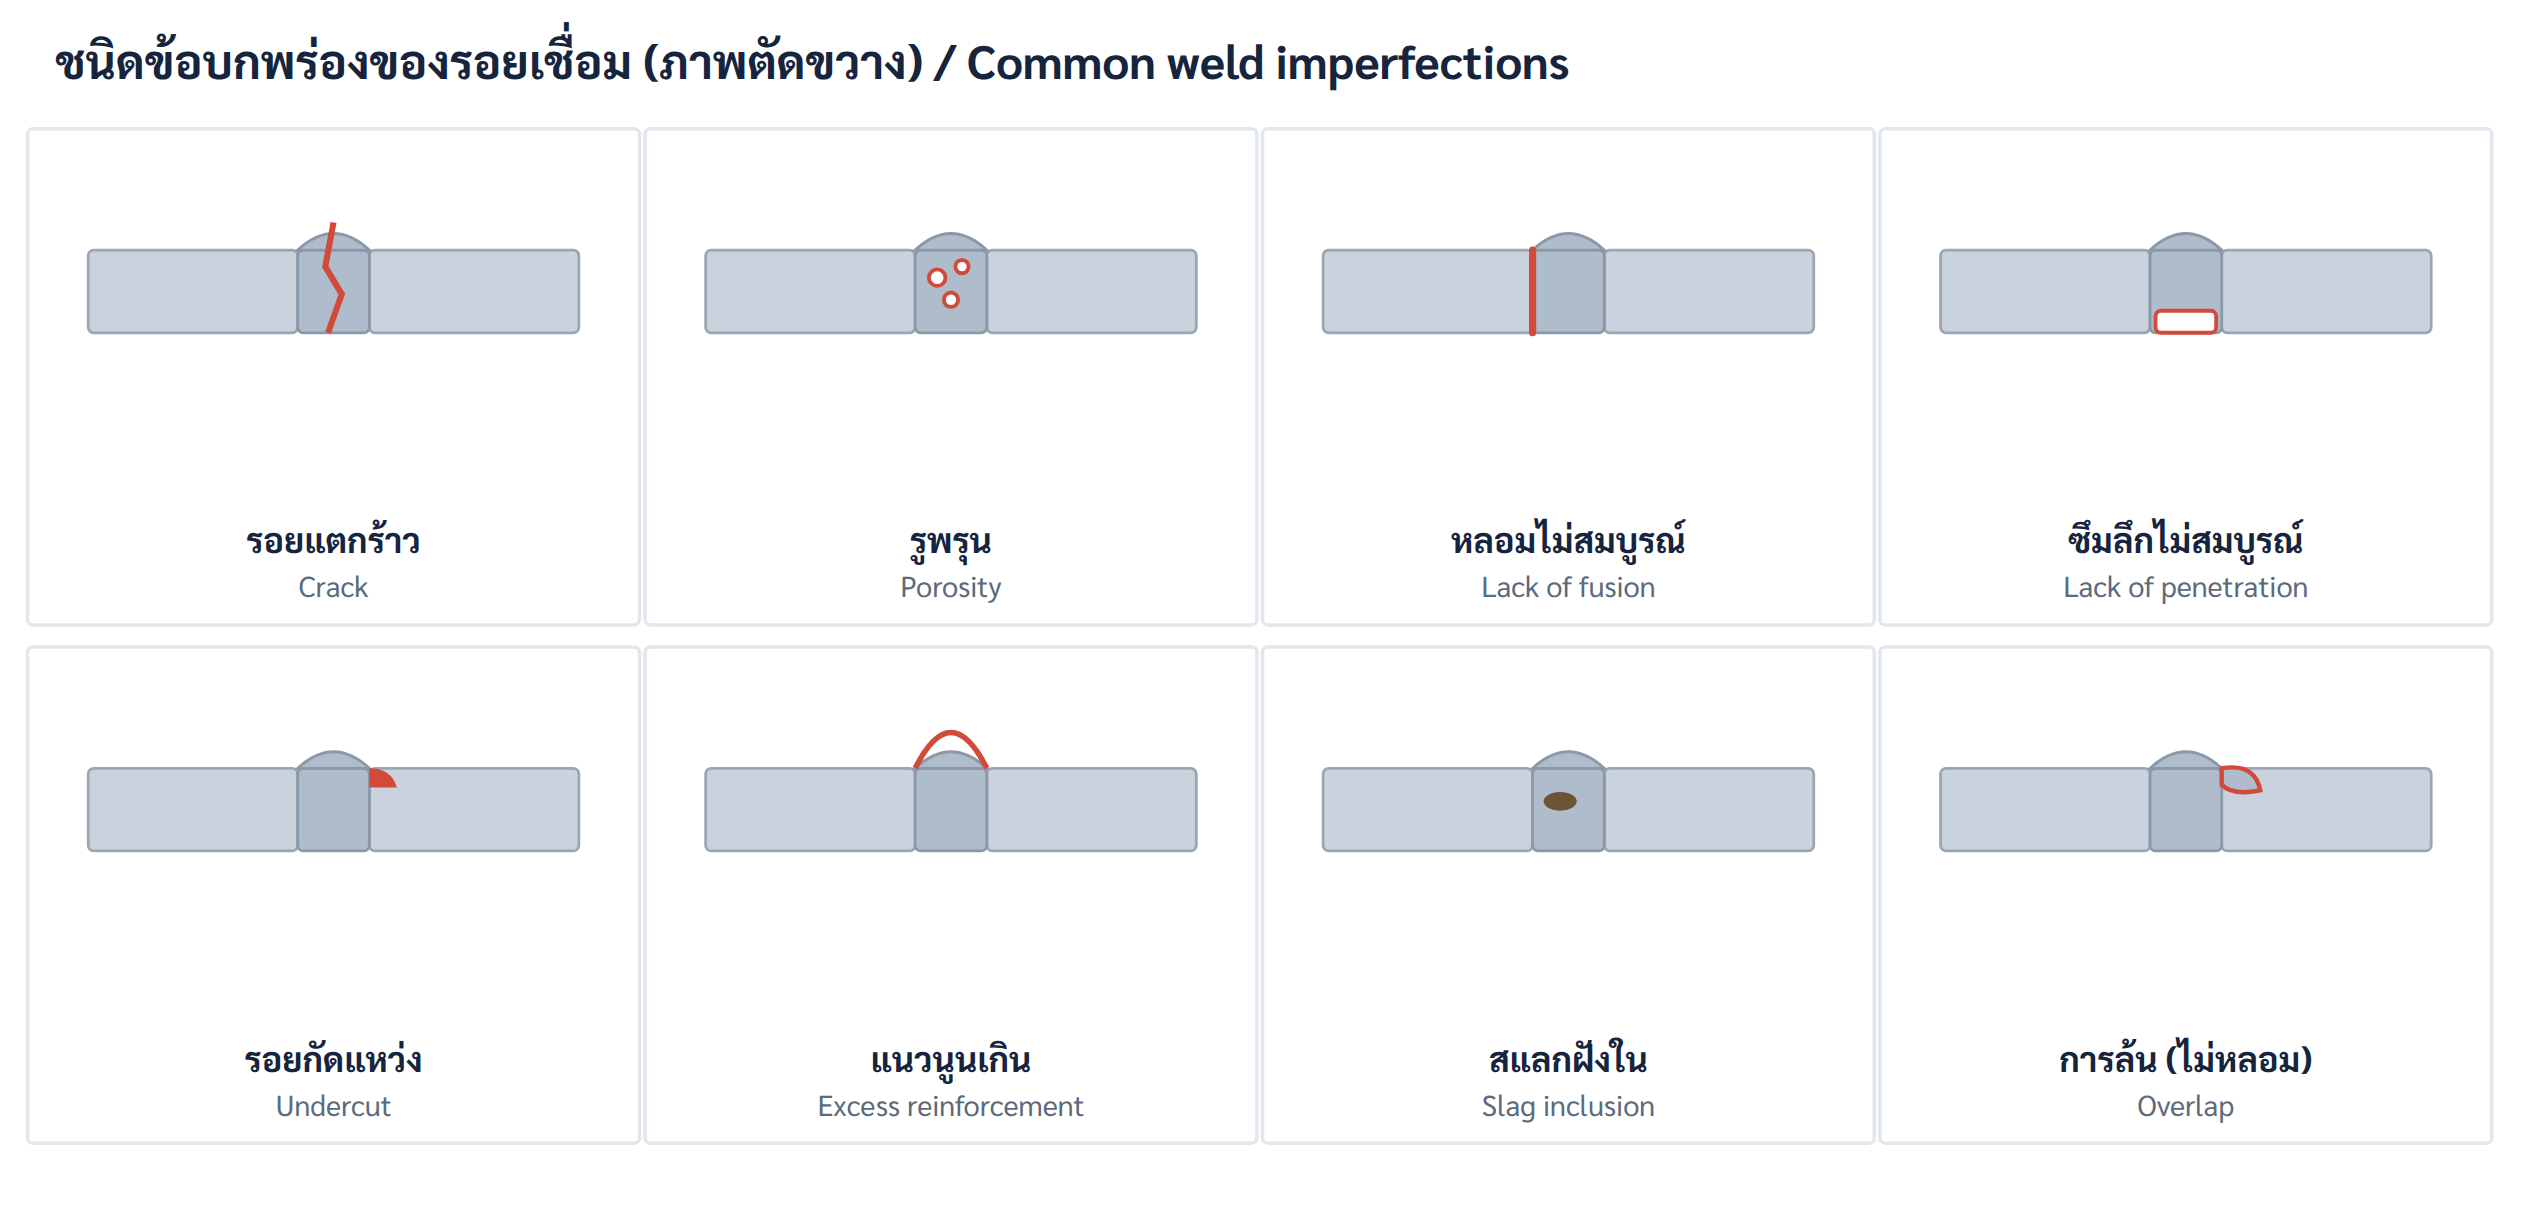 ชนิดข้อบกพร่องของรอยเชื่อม (ภาพตัดขวาง) / Common weld imperfections
รอยแตกร้าว
Crack
รูพรุน
Porosity
หลอมไม่สมบูรณ์
Lack of fusion
ซึมลึกไม่สมบูรณ์
Lack of penetration
รอยกัดแหว่ง
Undercut
แนวนูนเกิน
Excess reinforcement
สแลกฝังใน
Slag inclusion
การล้น (ไม่หลอม)
Overlap